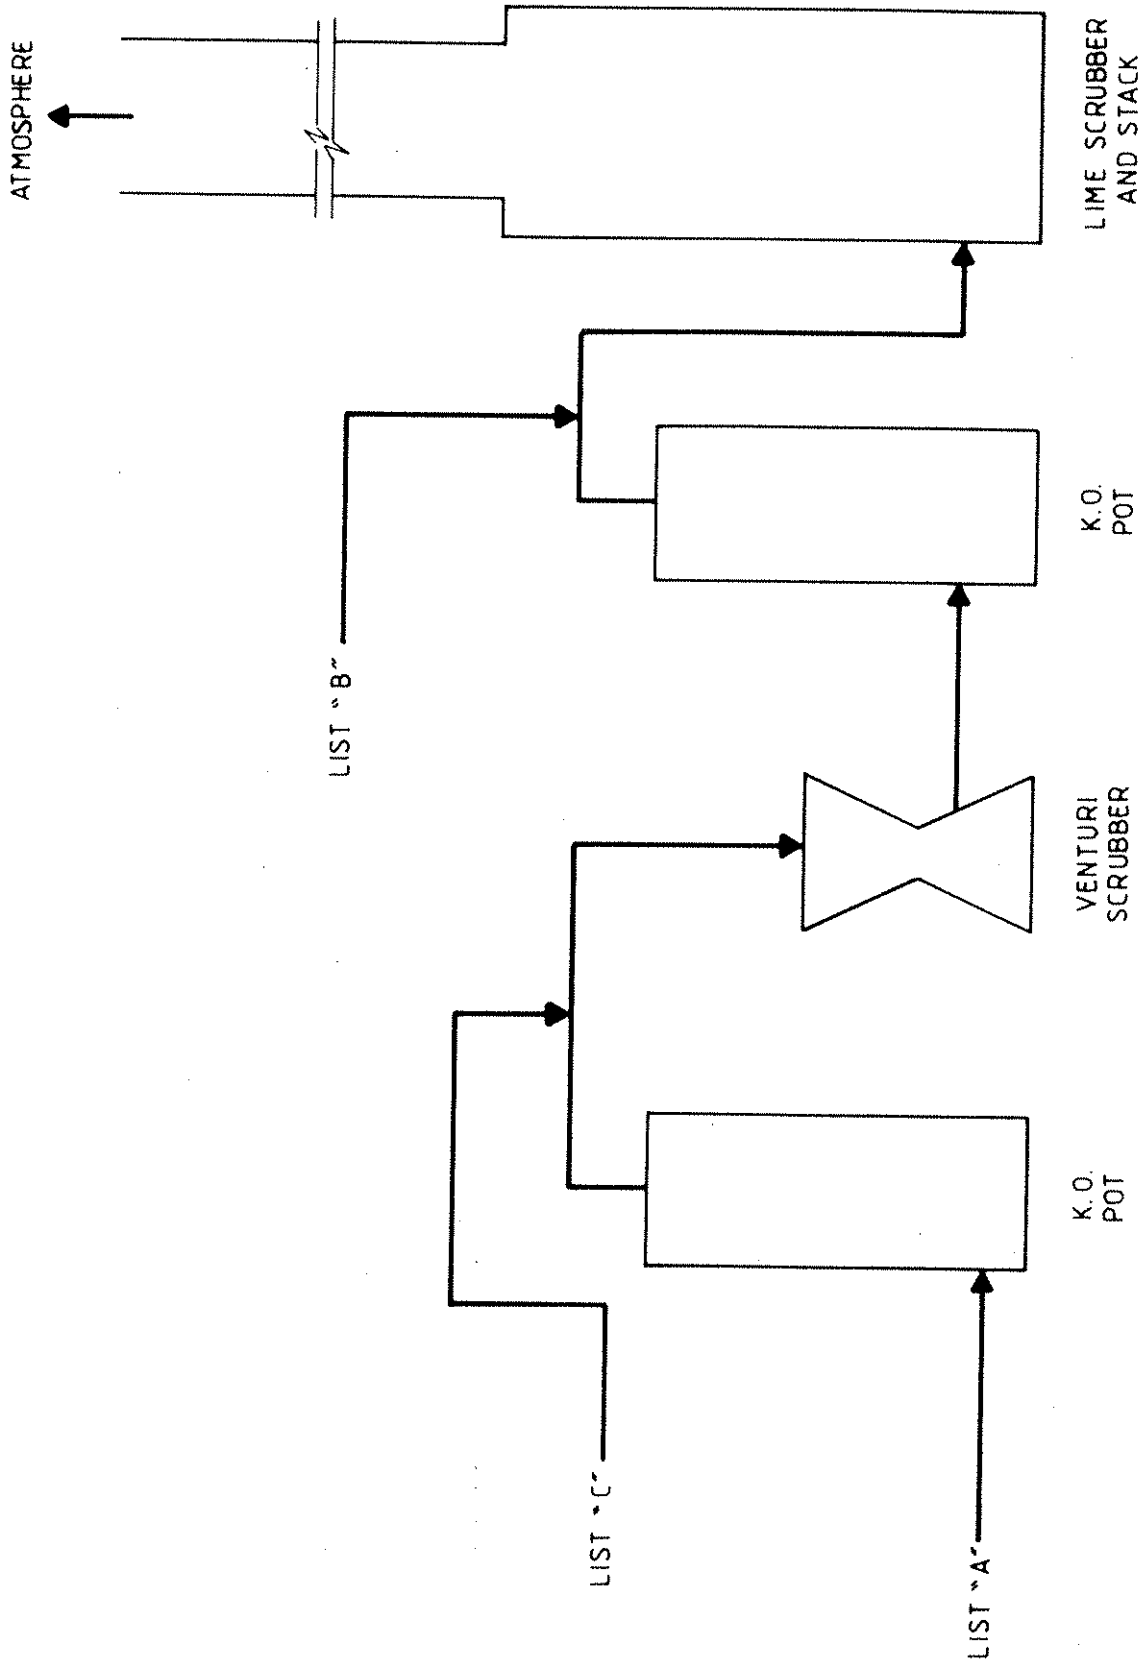 ATMOSPHERE
LIST "B"
LIST "C"
LIST "A"
K.O.
POT
VENTURI
SCRUBBER
K.O.
POT
LIME SCRUBBER
AND STACK